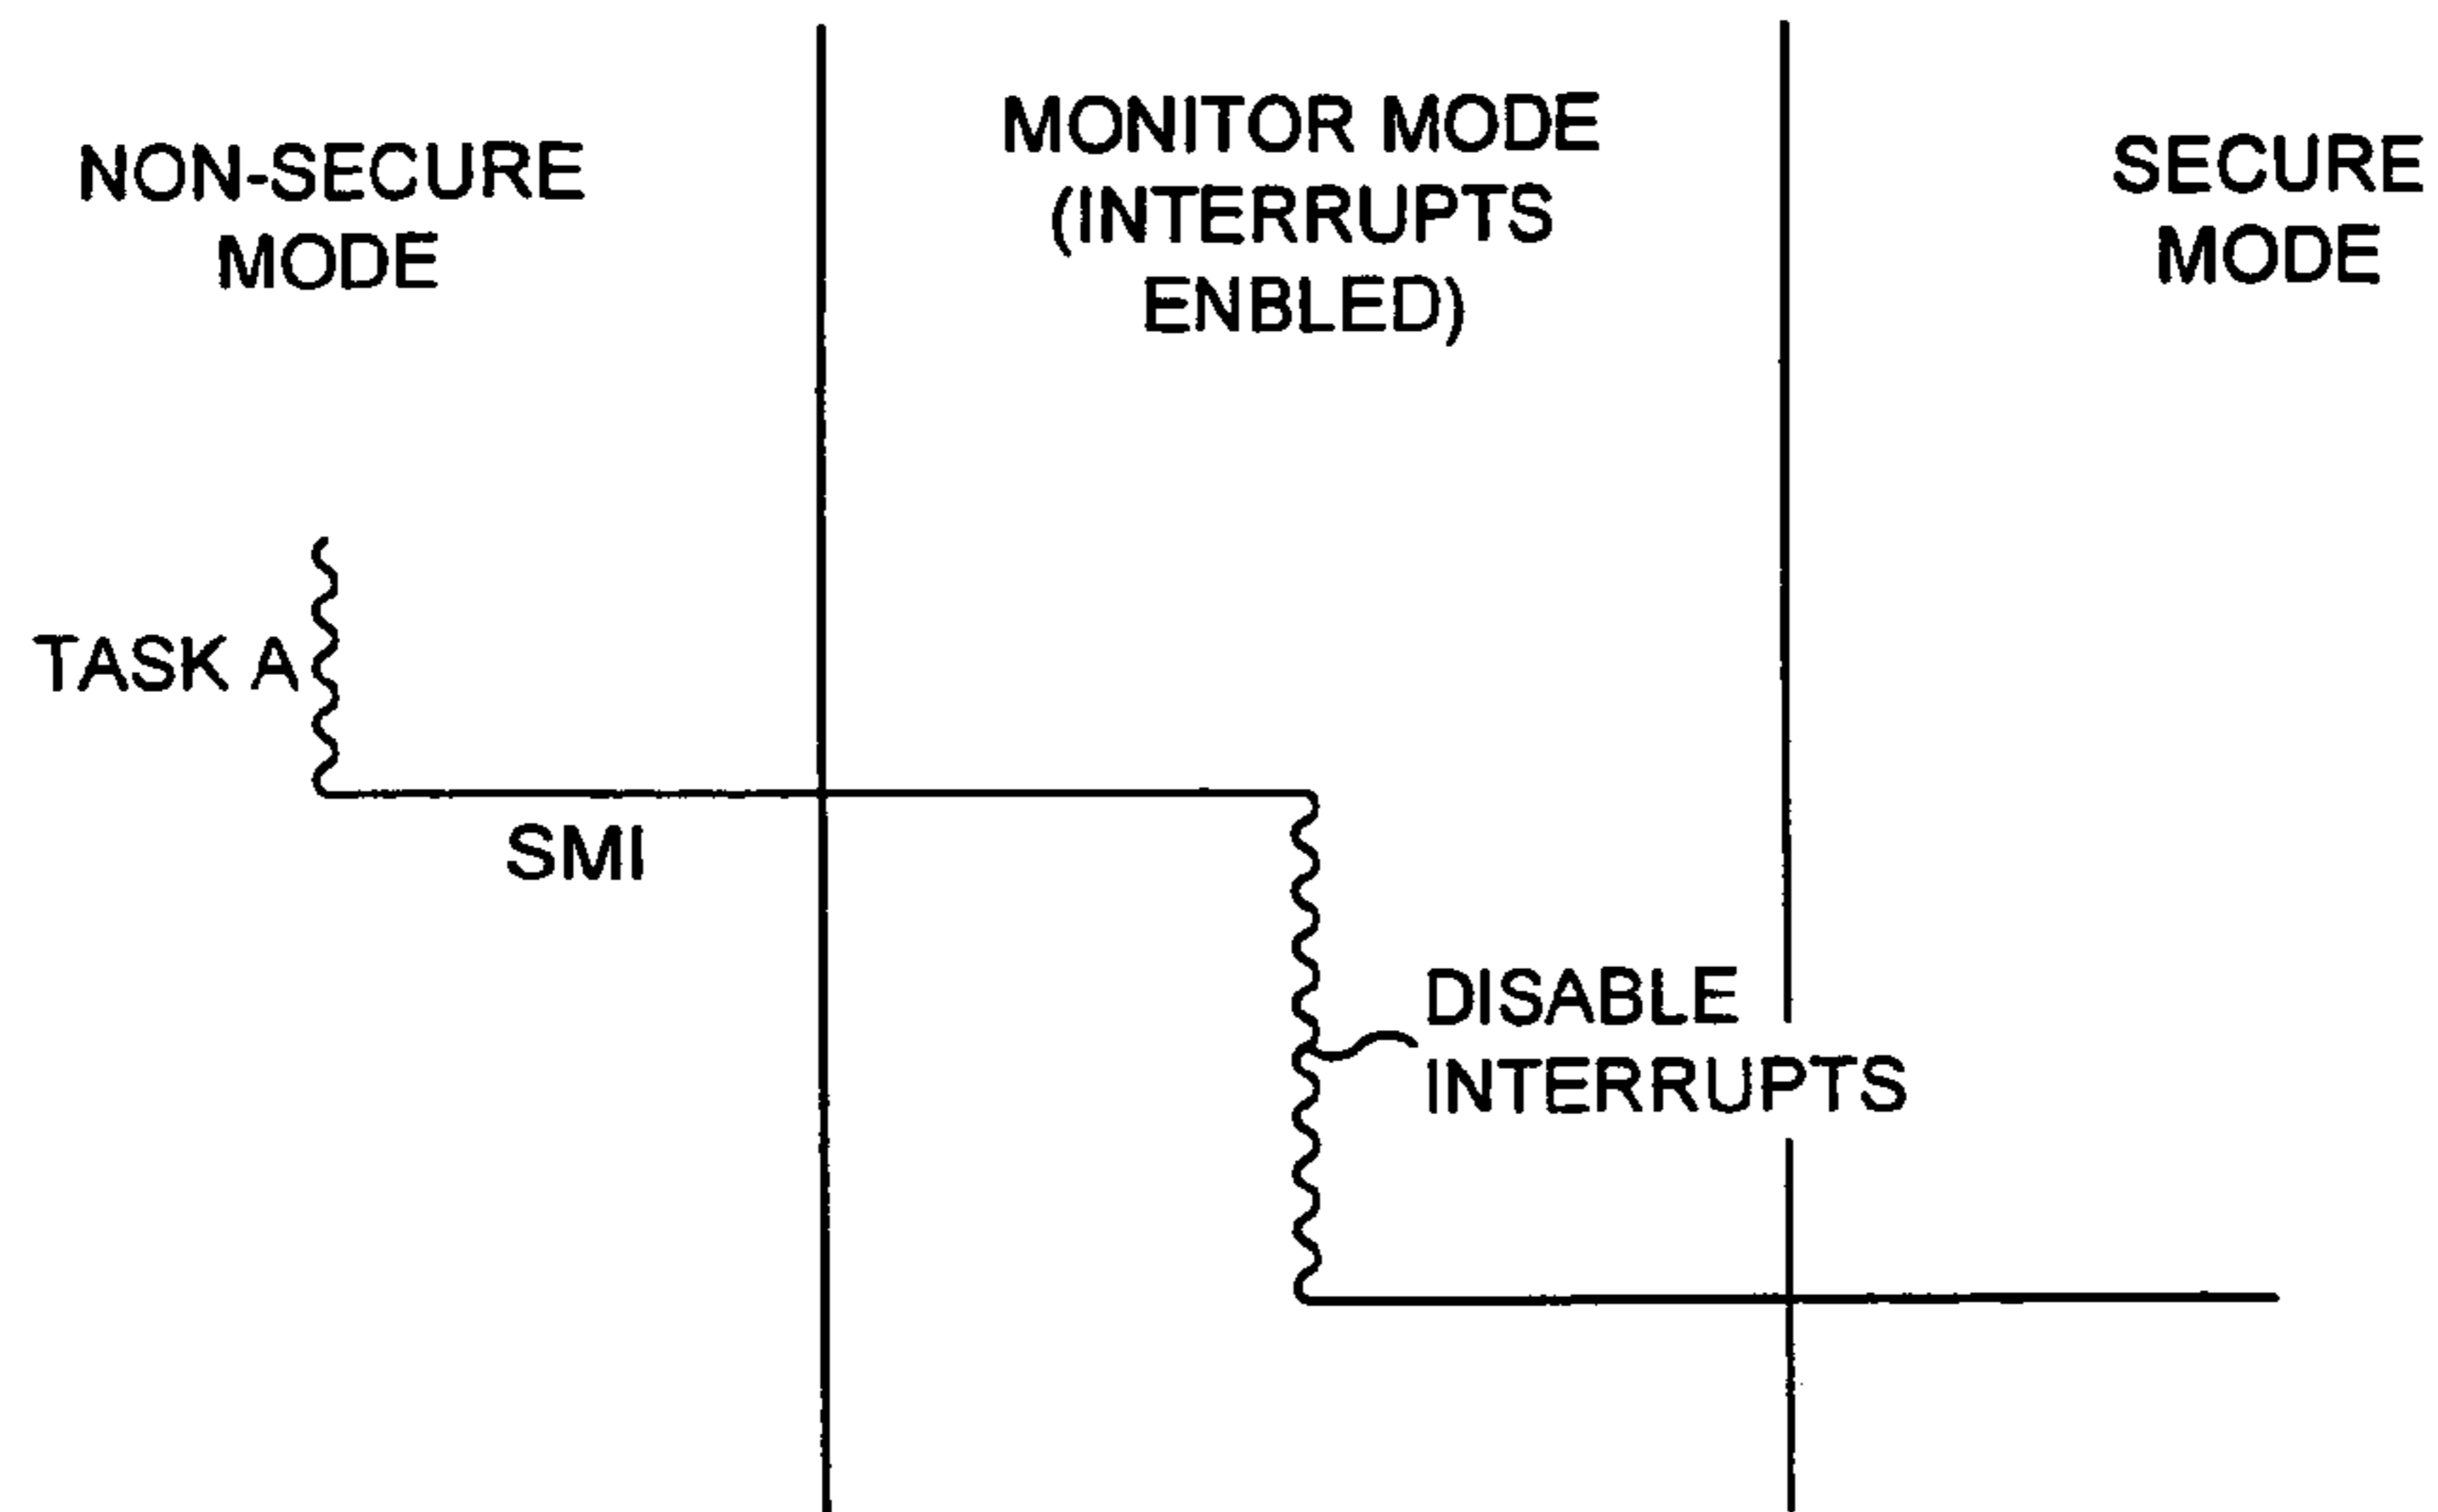 NON-SECURE
MODE
MONITOR MODE
(INTERRUPTS
ENBLED)
SECURE
MODE
TASK A
SMI
DISABLE
INTERRUPTS